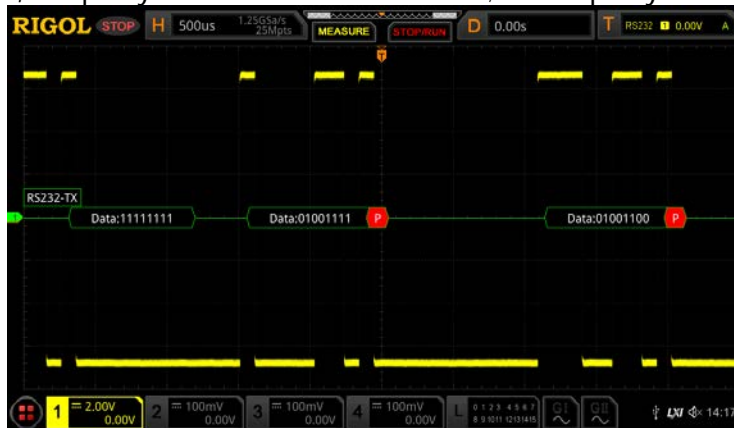 RIGOL STOP H 500us 1.25GSa/s 25Mpts MEASURE STOP/RUN D 0.00s T RS232 1 0.00V A
T
RS232-TX
1 Data:11111111 Data:01001111 P Data:01001100 P
1 2.00V 0.00V 2 100mV 0.00V 3 100mV 0.00V 4 100mV 0.00V L 0 1 2 3 4 5 6 7 8 9 10 11 12 13 14 15 GI GII LXI 14:17